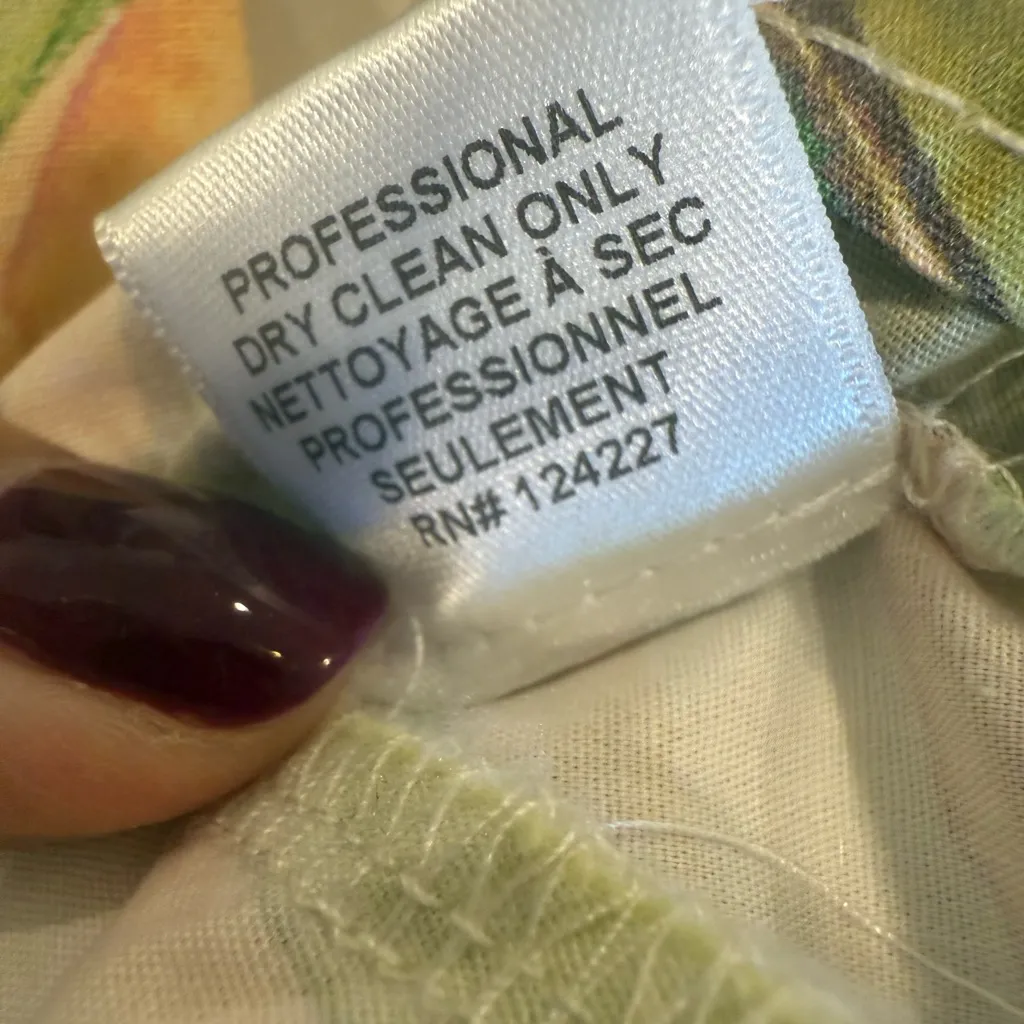 PROFESSIONAL
DRY CLEAN ONLY
NETTOYAGE À SEC
PROFESSIONNEL
SEULEMENT
RN# 124227